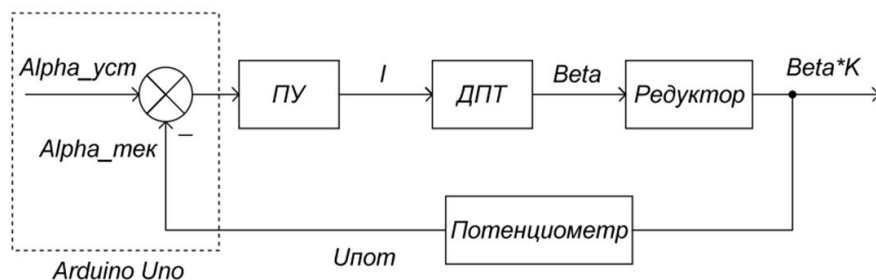 Alpha_уст
ПУ
I
ДПТ
Beta
Редуктор
Beta*K
Alpha_тек
−
Потенциометр
Uпот
Arduino Uno